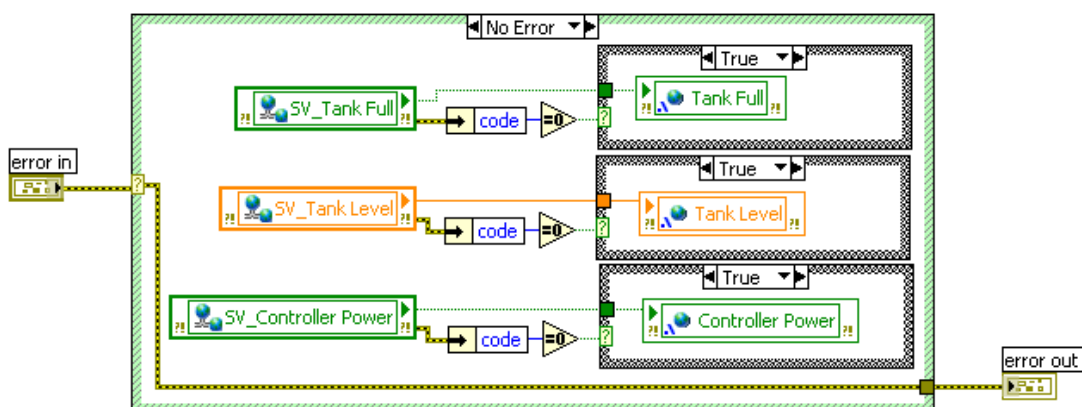 No Error
True
SV_Tank Full
Tank Full
code
=0
?
error in
?
True
SV_Tank Level
Tank Level
code
=0
?
True
SV_Controller Power
Controller Power
code
=0
?
error out